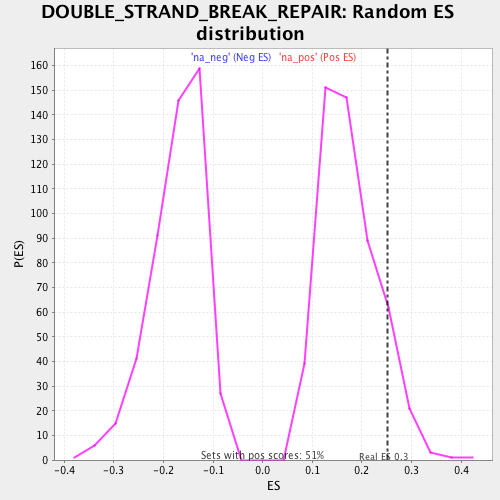 DOUBLE_STRAND_BREAK_REPAIR: Random ES
distribution
'na_neg' (Neg ES) 'na_pos' (Pos ES)
160
150
140
130
120
110
100
90
80
70
60
50
40
30
20
10
0
P(ES)
Sets with pos scores: 51%
Real ES 0.3
-0.4 -0.3 -0.2 -0.1 0.0 0.1 0.2 0.3 0.4
ES